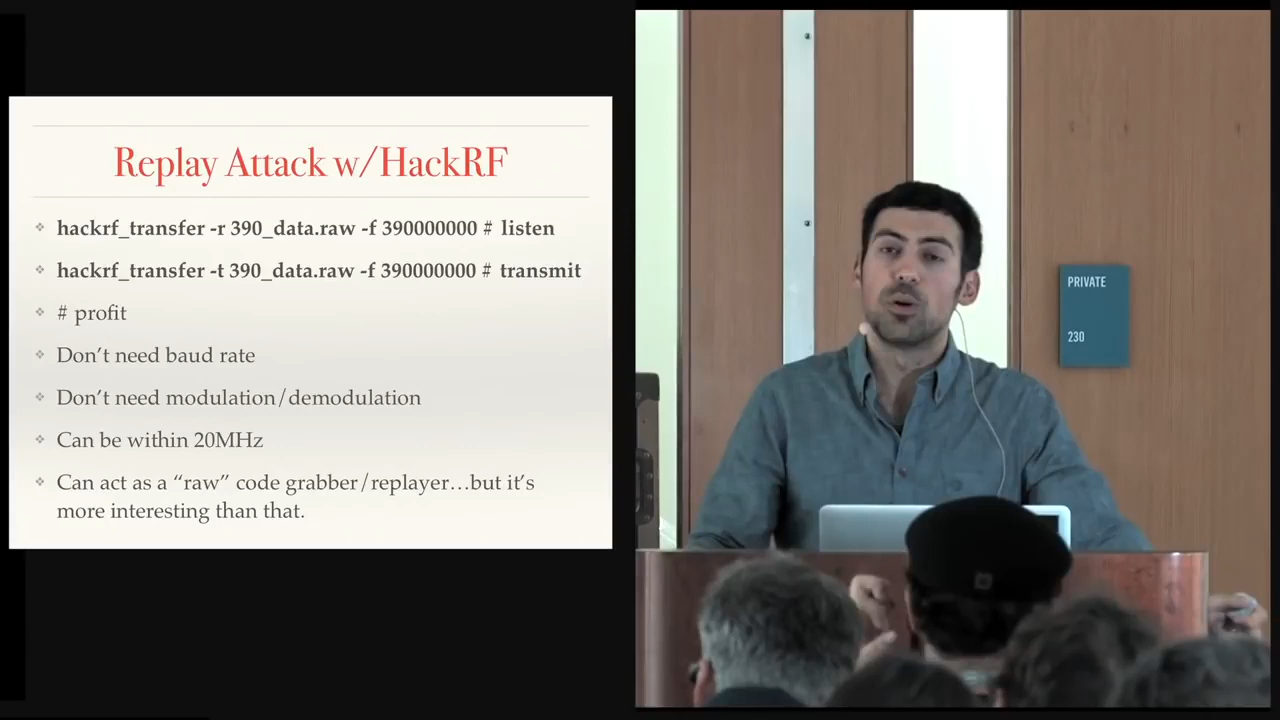 Replay Attack w/HackRF
hackrf_transfer -r 390_data.raw -f 390000000 # listen
hackrf_transfer -t 390_data.raw -f 390000000 # transmit
# profit
Don't need baud rate
Don't need modulation/demodulation
Can be within 20MHz
Can act as a “raw” code grabber/replayer…but it's
more interesting than that.
PRIVATE
230